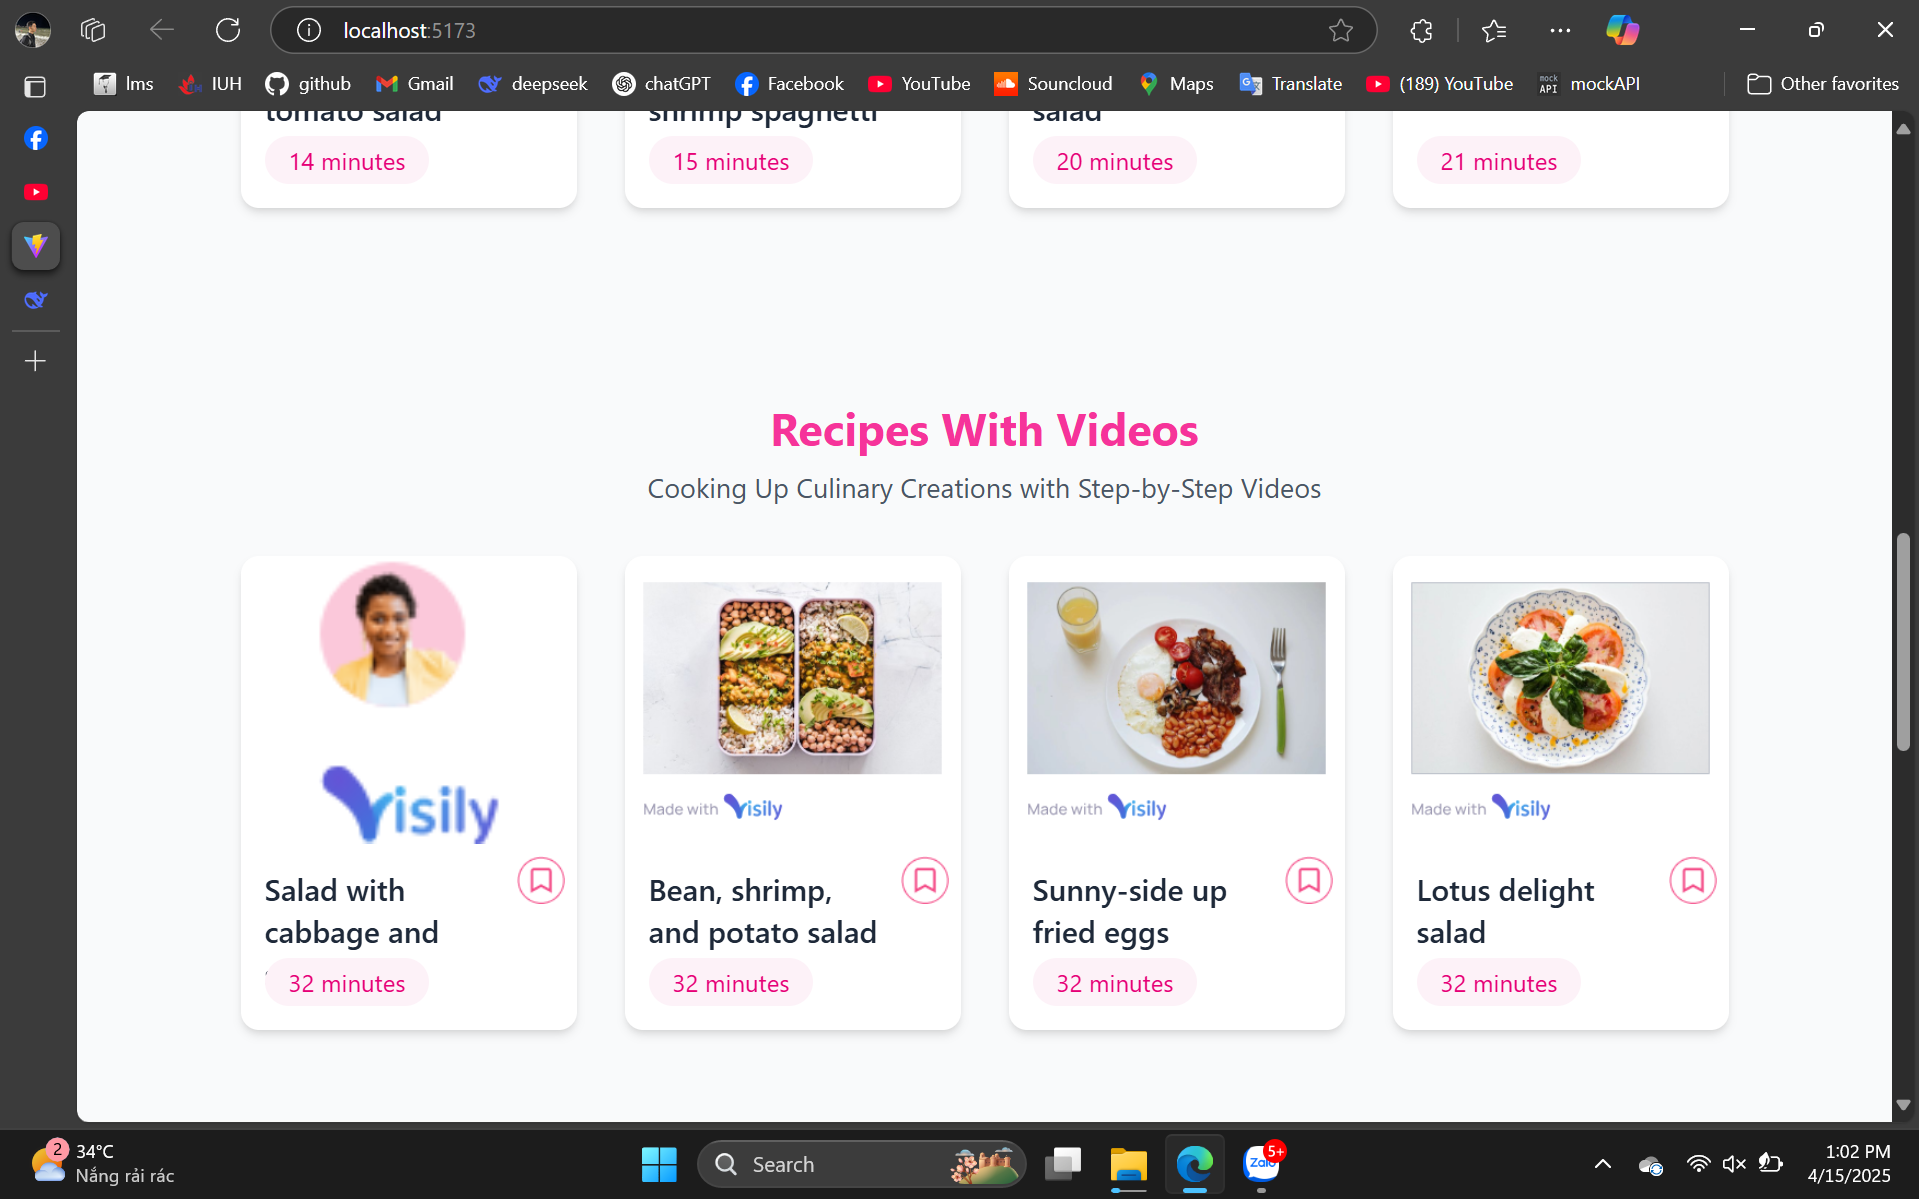 localhost:5173
lms
IUH
github
Gmail
deepseek
chatGPT
Facebook
YouTube
Souncloud
Maps
Translate
(189) YouTube
mock API
mockAPI
Other favorites
tomato salad
shrimp spaghetti
salad
14 minutes
15 minutes
20 minutes
21 minutes
Recipes With Videos
Cooking Up Culinary Creations with Step-by-Step Videos
Visily
Made with Visily
Made with Visily
Made with Visily
Salad with
cabbage and
32 minutes
Bean, shrimp,
and potato salad
32 minutes
Sunny-side up
fried eggs
32 minutes
Lotus delight
salad
32 minutes
2
34°C
Nắng rải rác
Search
Zalo
5+
1:02 PM
4/15/2025